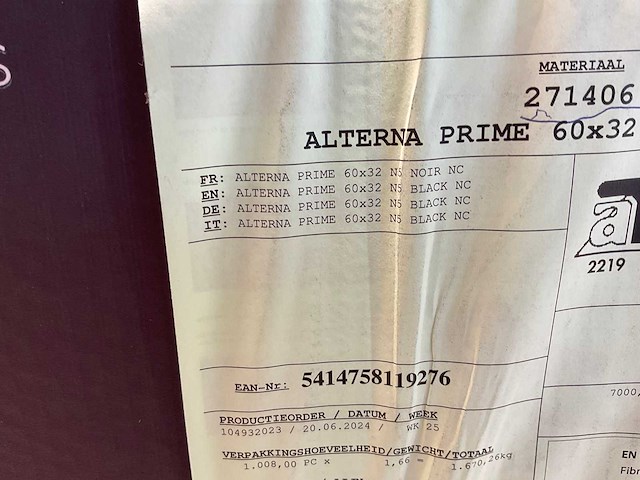 S
MATERIAAL
271406
ALTERNA PRIME 60x32
FR: ALTERNA PRIME 60x32 N5 NOIR NC
EN: ALTERNA PRIME 60x32 N5 BLACK NC
DE: ALTERNA PRIME 60x32 N5 BLACK NC
IT: ALTERNA PRIME 60x32 N5 BLACK NC
2219
EAN-Nr: 5414758119276
7000,
PRODUCTIEORDER / DATUM / WEEK
104932023 / 20.06.2024 / WK 25
VERPAKKINGSHOEVEELHEID/GEWICHT/TOTAAL
1.008,00 PC x 1,66 = 1.670,26kg
EN
Fibr